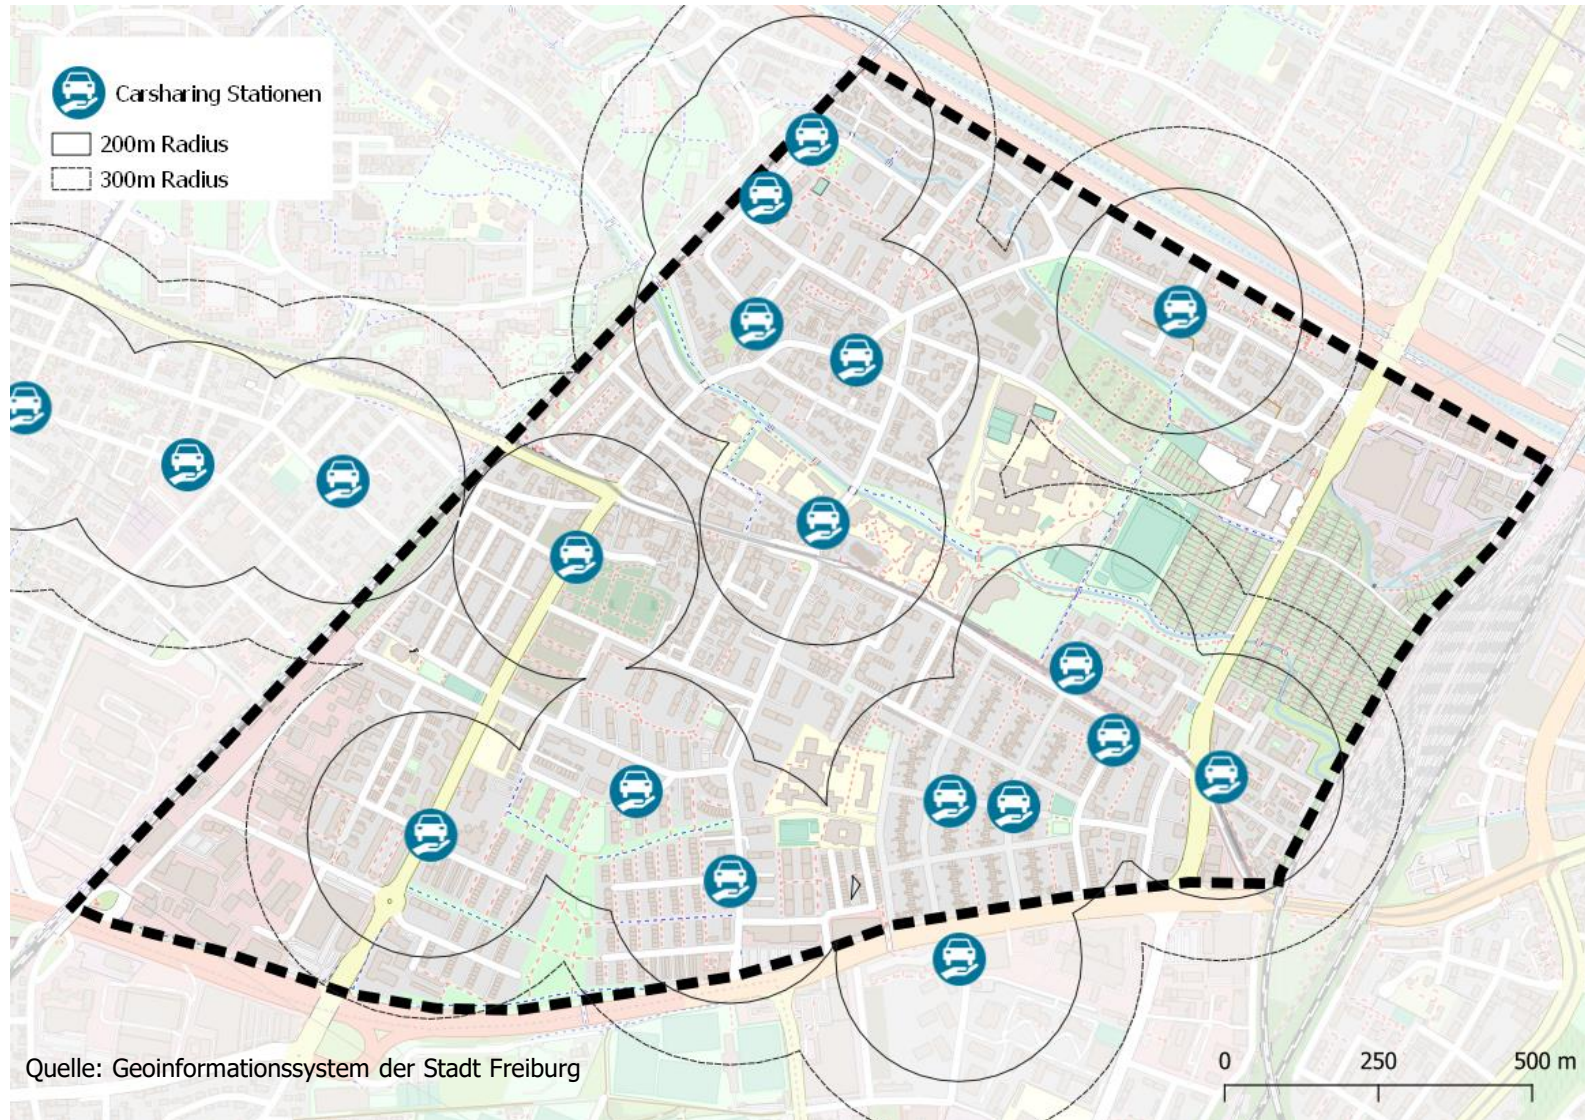 Carsharing Stationen
200m Radius
300m Radius
Quelle: Geoinformationssystem der Stadt Freiburg
0 250 500 m